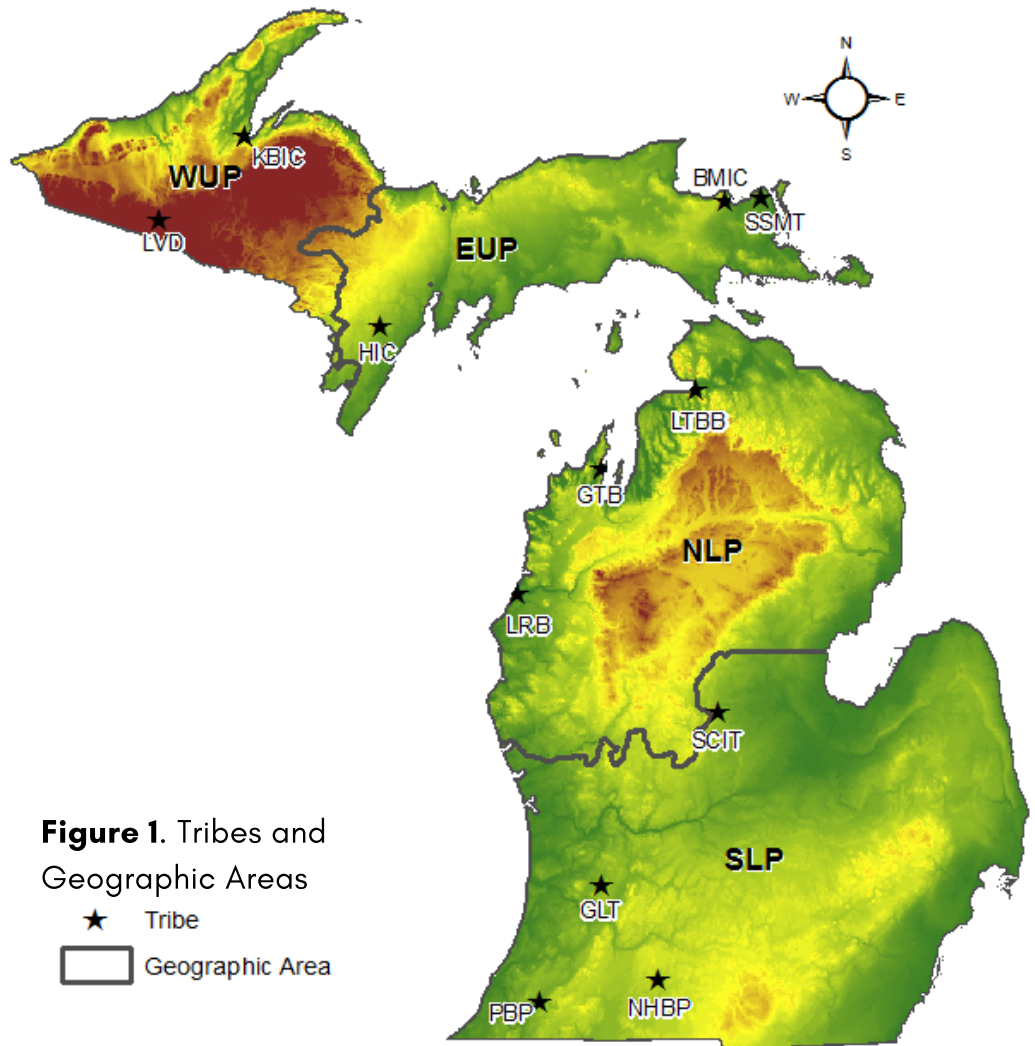 N
W E
S
KBIC
WUP
LVD
BMIC
SSMT
EUP
HIC
LTBB
GTB
NLP
LRB
SCIT
Figure 1. Tribes and
Geographic Areas
Tribe
Geographic Area
SLP
GLT
PBP
NHBP